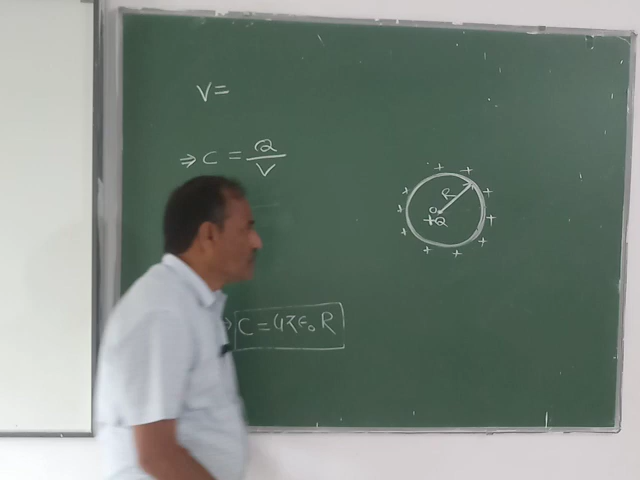 V=
⇒ C = Q/V
C = 4πϵ₀R
+ + + + + + + + + + +
R
O
+Q